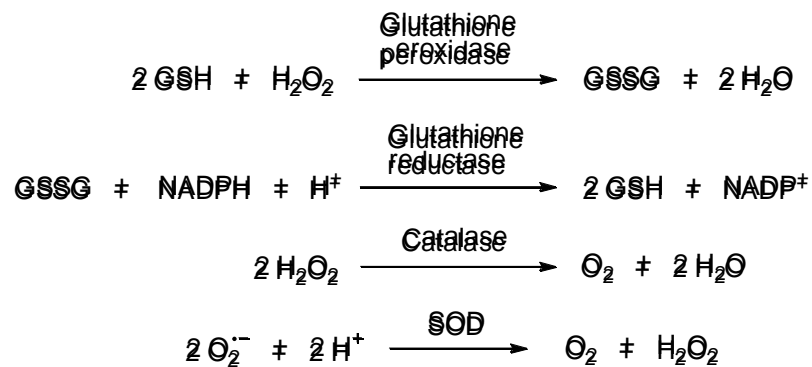 Glutathione
peroxidase
2 GSH + H₂O₂ → GSSG + 2 H₂O
Glutathione
reductase
GSSG + NADPH + H⁺ → 2 GSH + NADP⁺
Catalase
2 H₂O₂ → O₂ + 2 H₂O
SOD
2 O₂˙⁻ + 2 H⁺ → O₂ + H₂O₂